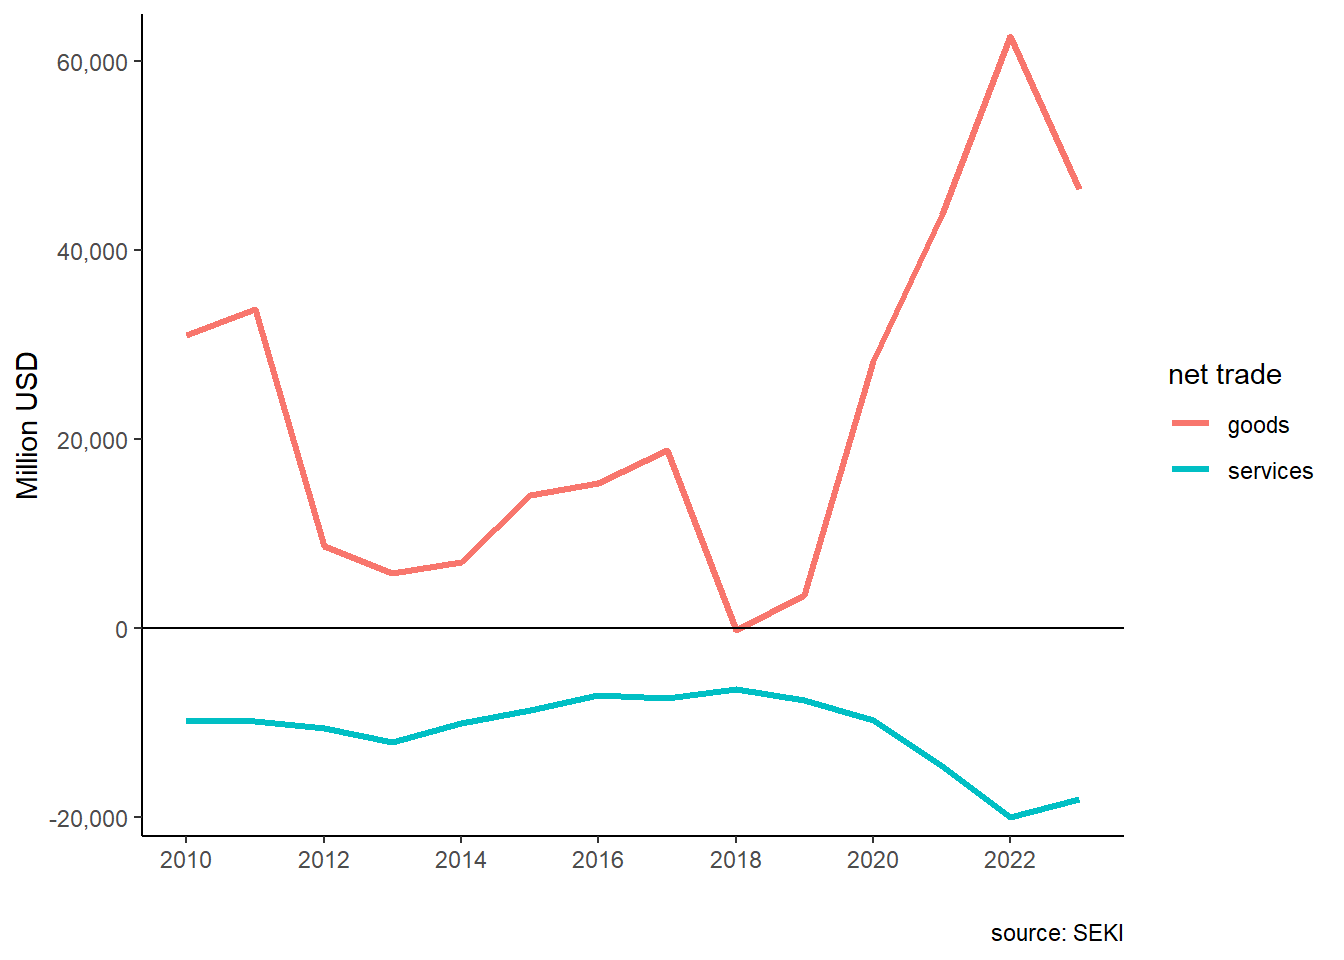 60,000
40,000
20,000
0
-20,000
Million USD
2010 2012 2014 2016 2018 2020 2022
net trade
goods
services
source: SEKI